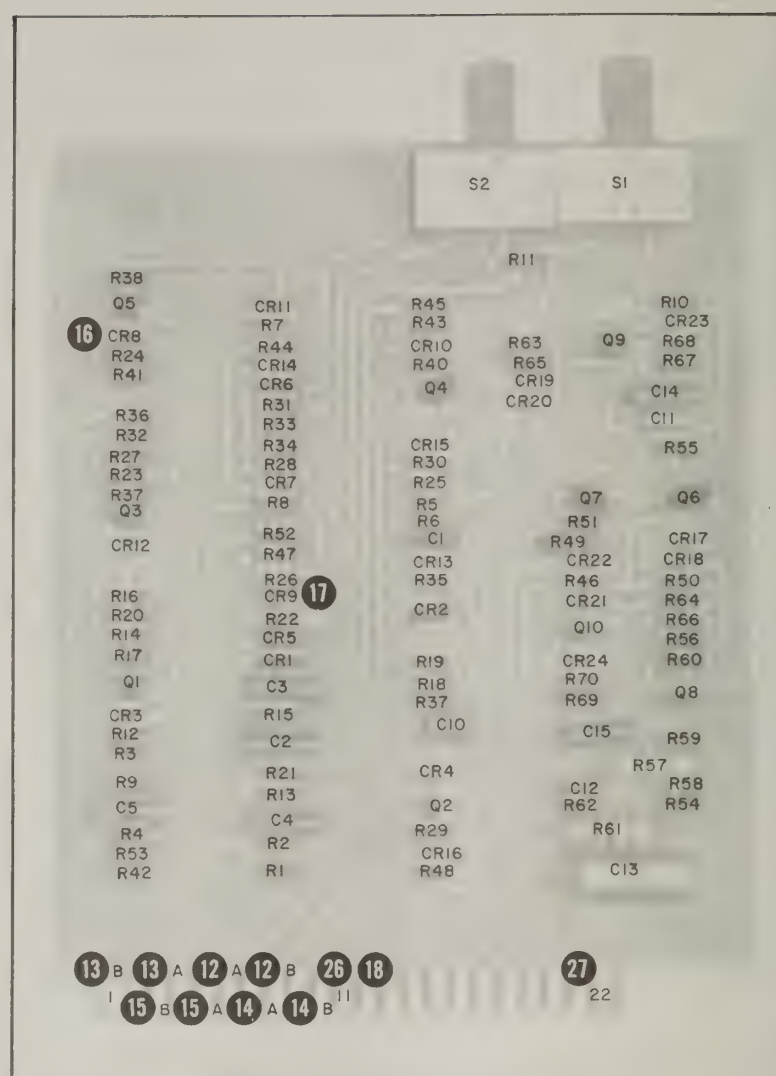 S2 S1
R11
R38
Q5 CR11 R45 R10
R7 R43 CR23
16 CR8 R44 CR10 R63 Q9 R68
R24 CR14 R40 R65 R67
R41 CR6 Q4 CR19 C14
R31 CR20
R36 R33 C11
R32 R34 CR15 R55
R27 R28 R30
R23 CR7 R25
R37 R8 R5 Q7 Q6
Q3 R6 R51
R52 C1 R49 CR17
CR12 R47 CR13 CR22 CR18
R26 R35 R46 R50
R16 CR9 17 CR2 CR21 R64
R20 R22 Q10 R66
R14 CR5 R56
R17 CR1 R19 CR24 R60
Q1 C3 R18 R70 Q8
R37 R69
CR3 R15 C10 C15
R12 C2 R59
R3
R9 R21 CR4 R57
R13 C12 R58
C5 C4 Q2 R62 R54
R4 R2 R29 R61
R53 CR16
R42 R1 R48 C13
13 B 13 A 12 A 12 B 26 18 27
1 11 22
15 B 15 A 14 A 14 B